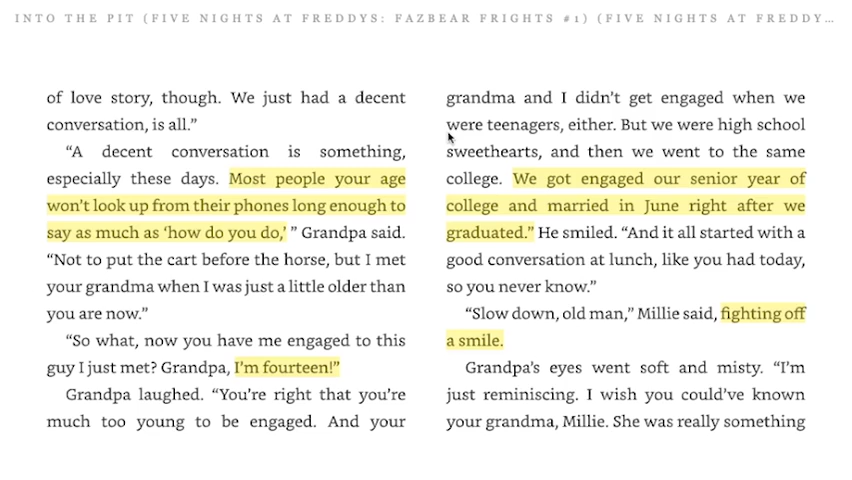 INTO THE PIT (FIVE NIGHTS AT FREDDYS: FAZBEAR FRIGHTS #1) (FIVE NIGHTS AT FREDDY…
of love story, though. We just had a decent
conversation, is all.”
“A decent conversation is something,
especially these days. Most people your age
won’t look up from their phones long enough to
say as much as ‘how do you do,’ ” Grandpa said.
“Not to put the cart before the horse, but I met
your grandma when I was just a little older than
you are now.”
“So what, now you have me engaged to this
guy I just met? Grandpa, I’m fourteen!”
Grandpa laughed. “You’re right that you’re
much too young to be engaged. And your
grandma and I didn’t get engaged when we
were teenagers, either. But we were high school
sweethearts, and then we went to the same
college. We got engaged our senior year of
college and married in June right after we
graduated.” He smiled. “And it all started with a
good conversation at lunch, like you had today,
so you never know.”
“Slow down, old man,” Millie said, fighting off
a smile.
Grandpa’s eyes went soft and misty. “I’m
just reminiscing. I wish you could’ve known
your grandma, Millie. She was really something